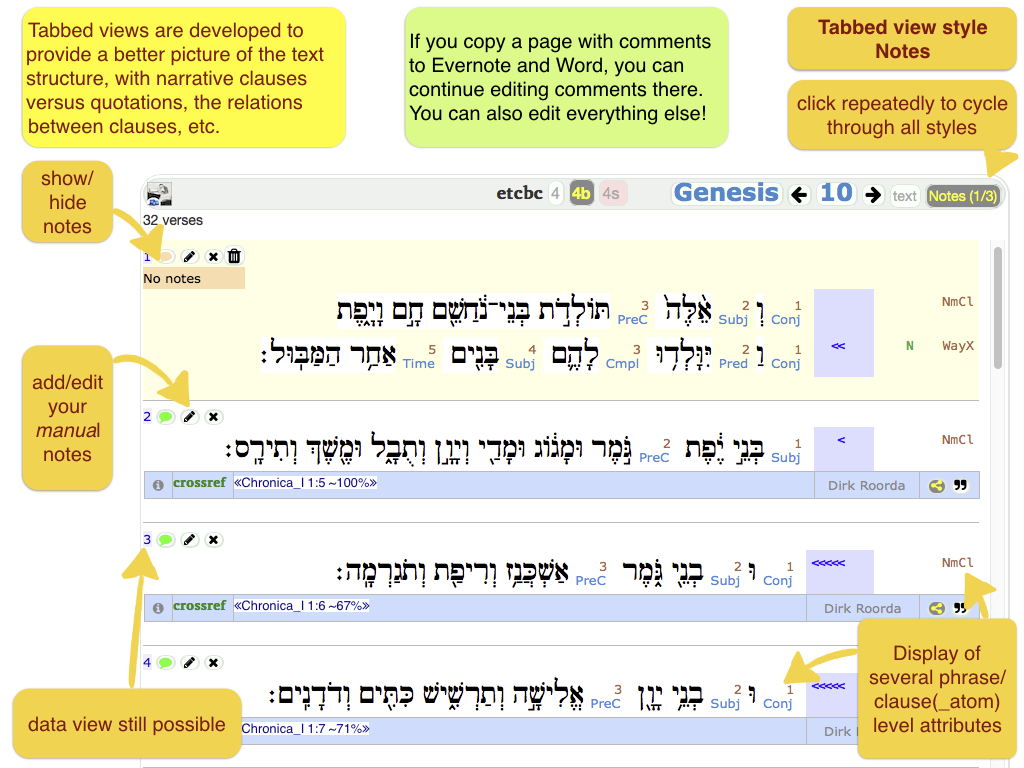 Tabbed views are developed to
provide a better picture of the text
structure, with narrative clauses
versus quotations, the relations
between clauses, etc.
If you copy a page with comments
to Evernote and Word, you can
continue editing comments there.
You can also edit everything else!
Tabbed view style
Notes
click repeatedly to cycle
through all styles
show/
hide
notes
etcbc 4 4b 4s Genesis 10 text Notes (1/3)
32 verses
1
No notes
וְ אֵ֙לֶּה֙ תּוֹלְדֹ֣ת בְּנֵי־נֹ֔חַ שֵׁ֖ם חָ֣ם וָיָ֑פֶת
1 Conj 2 Subj 3 PreC NmCl
וַ יִּוָּלְד֥וּ לָהֶ֛ם בָּנִ֖ים אַחַ֥ר הַמַּבּֽוּל׃
1 Conj 2 Pred 3 Cmpl 4 Subj 5 Time << N WayX
add/edit
your
manual
notes
2
בְּנֵ֣י יֶ֔פֶת גֹּ֣מֶר וּמָג֔וֹג וּמָדַ֖י וְיָוָ֣ן וְתֻבָ֑ל וּמֶ֖שֶׁךְ וְתִירָֽס׃
1 Subj 2 PreC < NmCl
crossref «Chronica_I 1:5 ~100%» Dirk Roorda
3
וּ בְנֵ֖י גֹּ֑מֶר אַשְׁכֲּנַ֥ז וְרִיפַ֖ת וְתֹגַרְמָֽה׃
1 Conj 2 Subj 3 PreC <<<<< NmCl
crossref «Chronica_I 1:6 ~67%» Dirk Roorda
4
וּ בְנֵ֥י יָוָ֖ן אֱלִישָׁ֣ה וְתַרְשִׁ֑ישׁ כִּתִּ֖ים וְדֹדָנִֽים׃
1 Conj 2 Subj 3 PreC <<<<<
«Chronica_I 1:7 ~71%» Dirk
data view still possible
Display of
several phrase/
clause(_atom)
level attributes